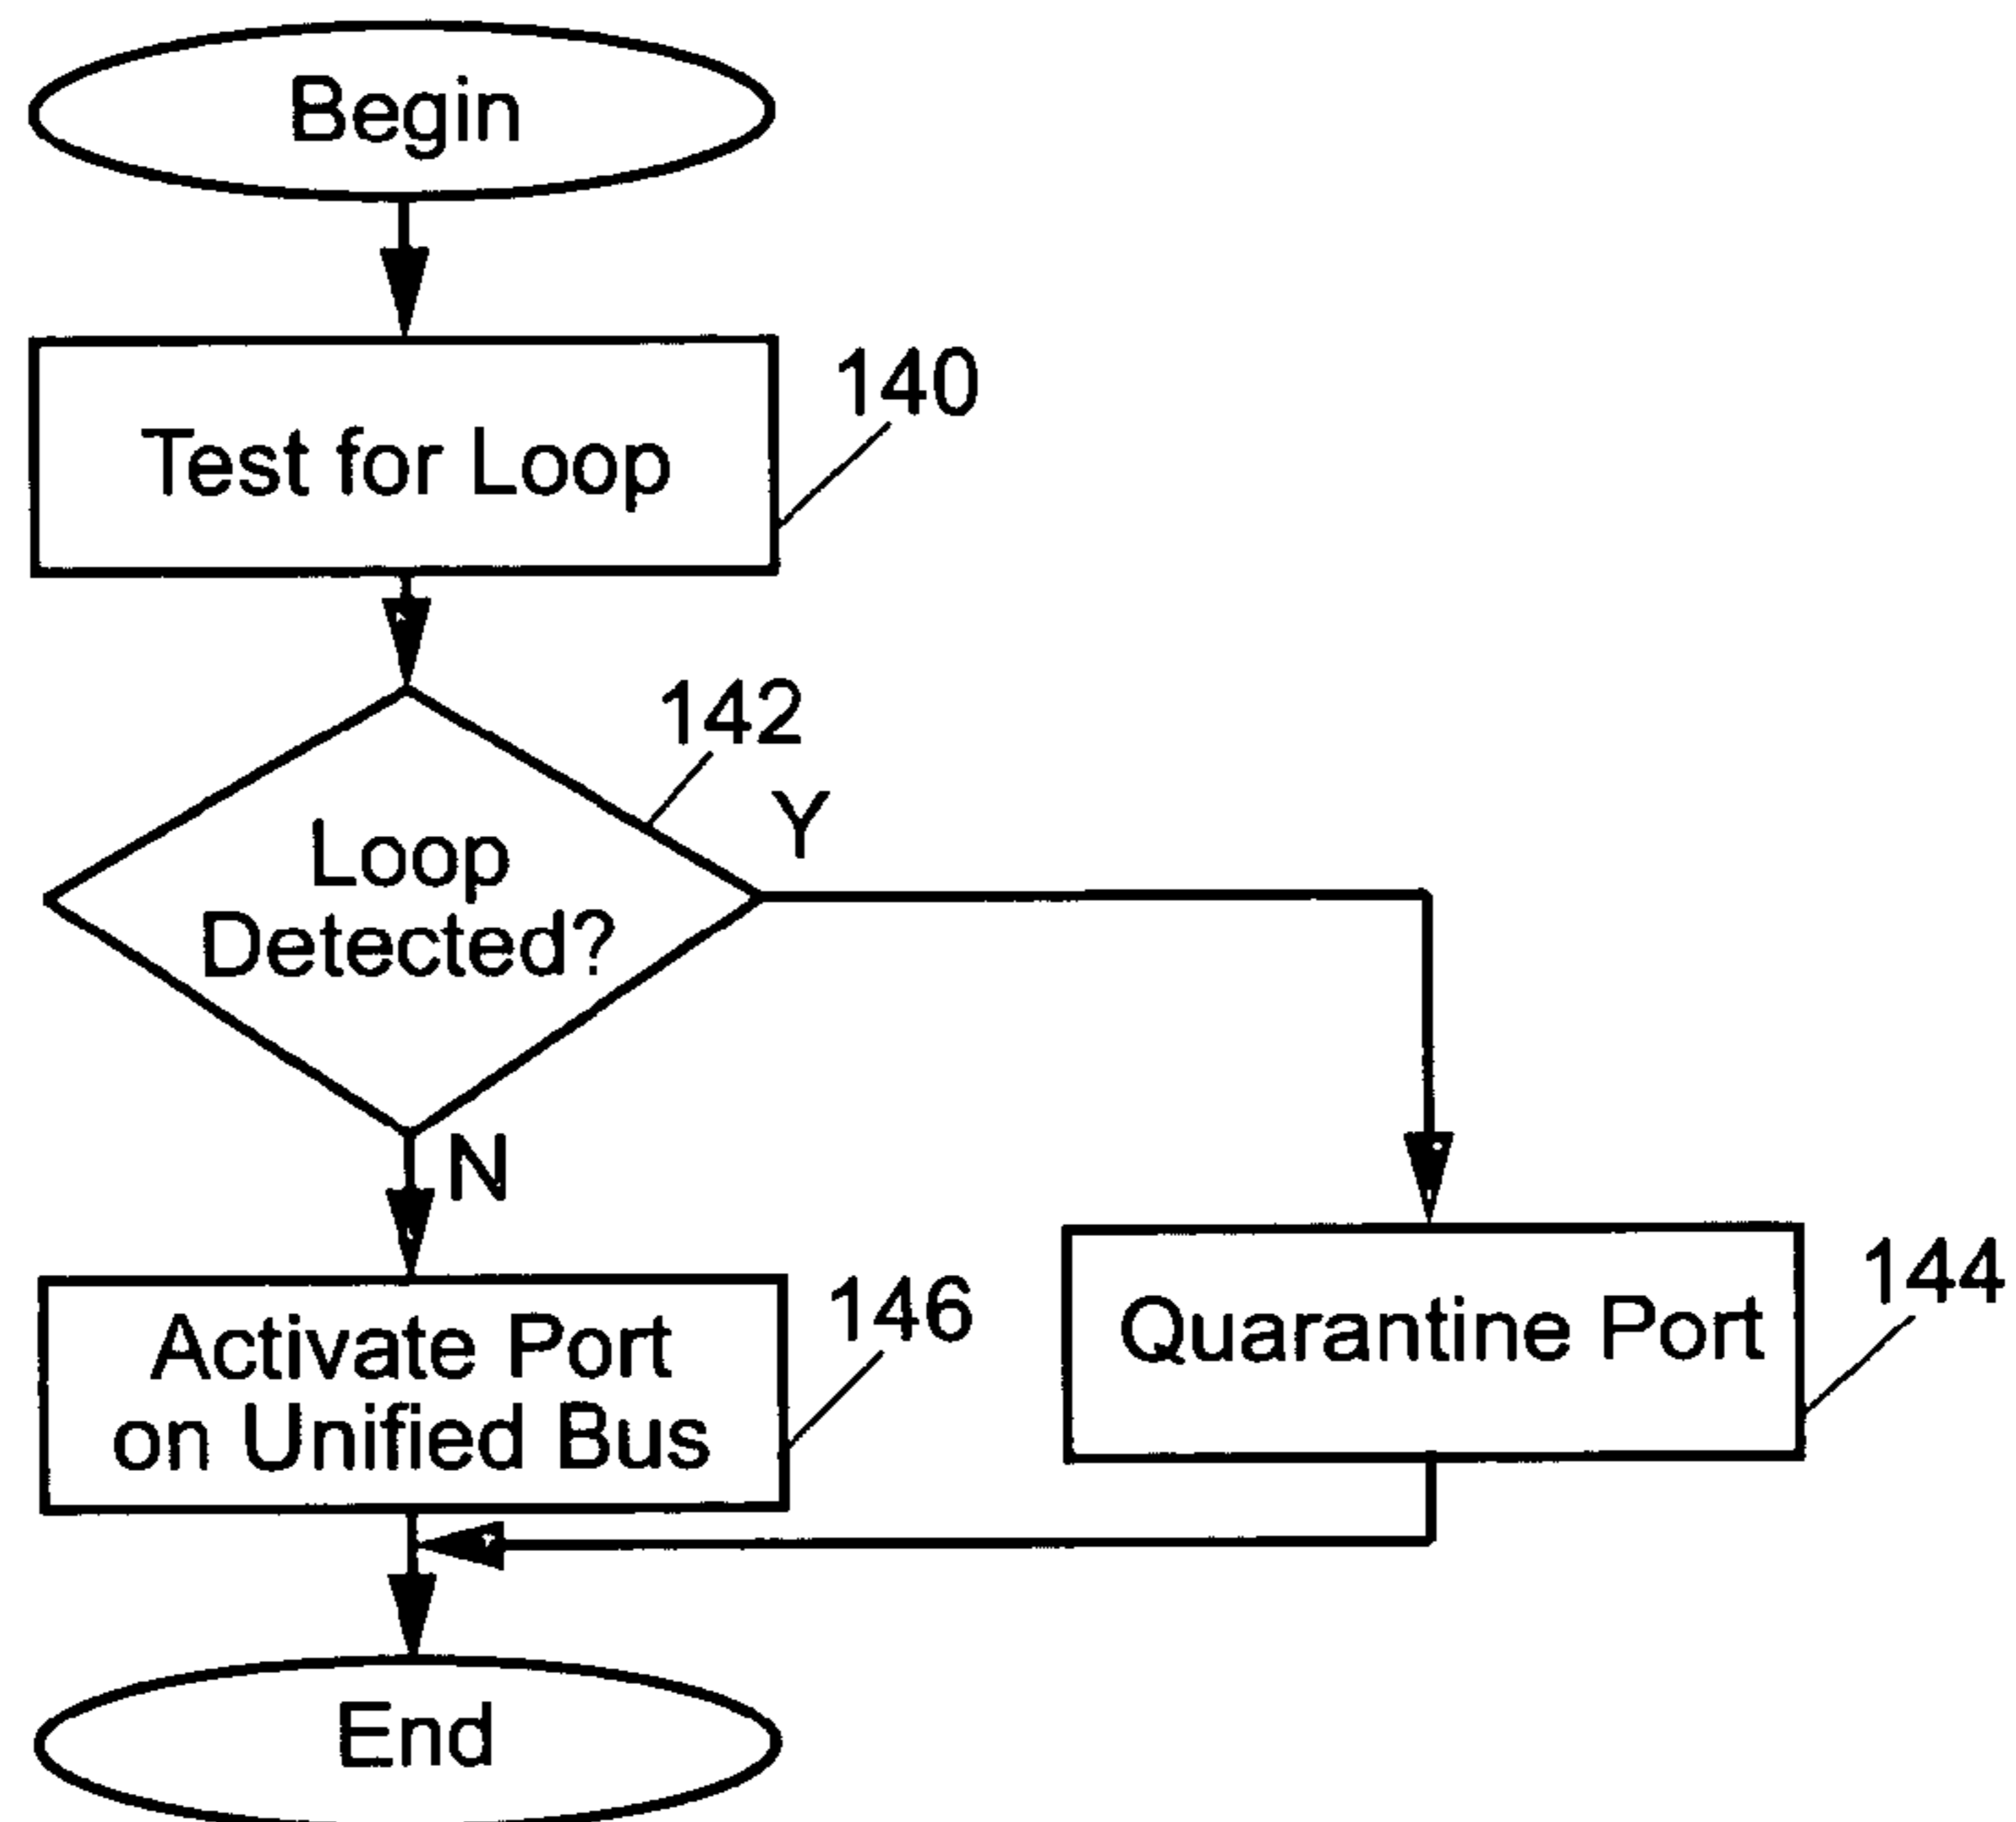 Begin
Test for Loop
140
142
Loop
Detected?
Y
N
Activate Port
on Unified Bus
146
Quarantine Port
144
End